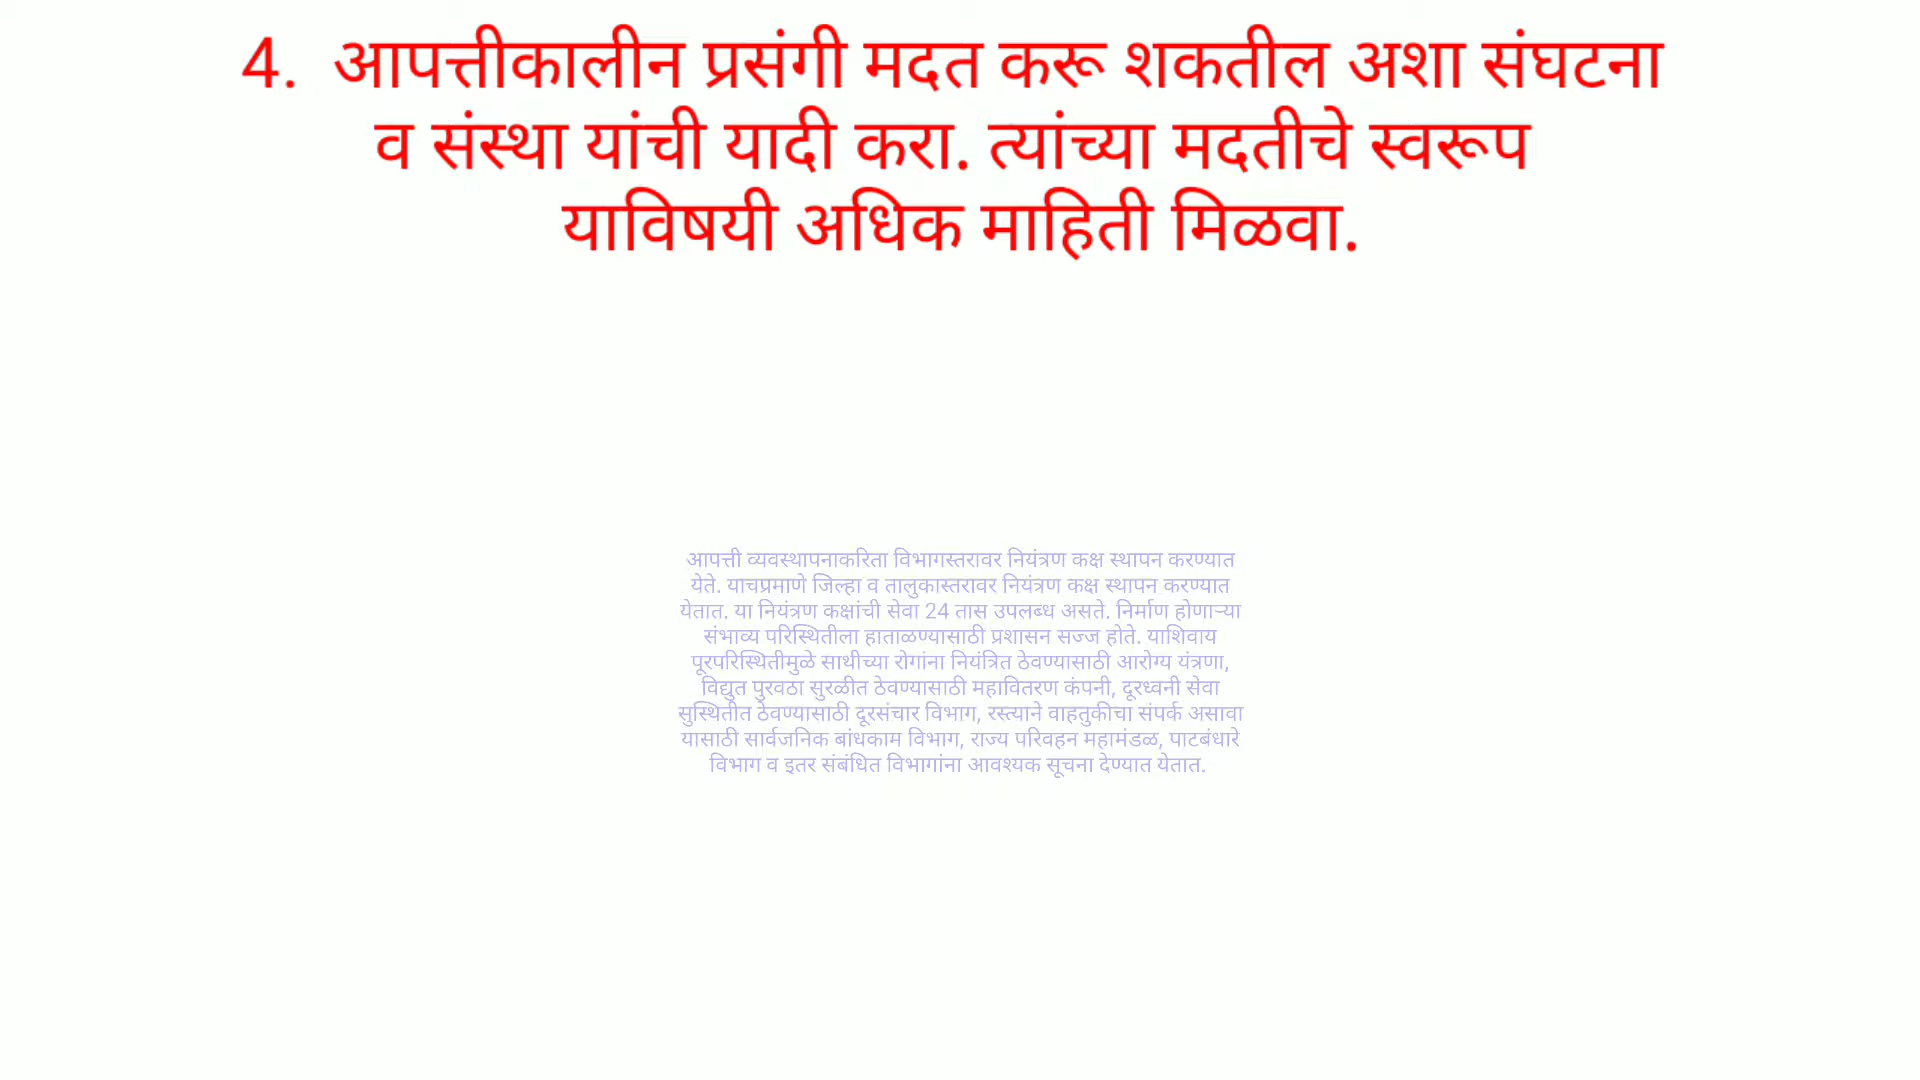 4. आपत्तीकालीन प्रसंगी मदत करू शकतील अशा संघटना
व संस्था यांची यादी करा. त्यांच्या मदतीचे स्वरूप
याविषयी अधिक माहिती मिळवा.
आपत्ती व्यवस्थापनाकरिता विभागस्तरावर नियंत्रण कक्ष स्थापन करण्यात
येते. याचप्रमाणे जिल्हा व तालुकास्तरावर नियंत्रण कक्ष स्थापन करण्यात
येतात. या नियंत्रण कक्षांची सेवा 24 तास उपलब्ध असते. निर्माण होणाऱ्या
संभाव्य परिस्थितीला हाताळण्यासाठी प्रशासन सज्ज होते. याशिवाय
पूरपरिस्थितीमुळे साथीच्या रोगांना नियंत्रित ठेवण्यासाठी आरोग्य यंत्रणा,
विद्युत पुरवठा सुरळीत ठेवण्यासाठी महावितरण कंपनी, दूरध्वनी सेवा
सुस्थितीत ठेवण्यासाठी दूरसंचार विभाग, रस्त्याने वाहतुकीचा संपर्क असावा
यासाठी सार्वजनिक बांधकाम विभाग, राज्य परिवहन महामंडळ, पाटबंधारे
विभाग व इतर संबंधित विभागांना आवश्यक सूचना देण्यात येतात.